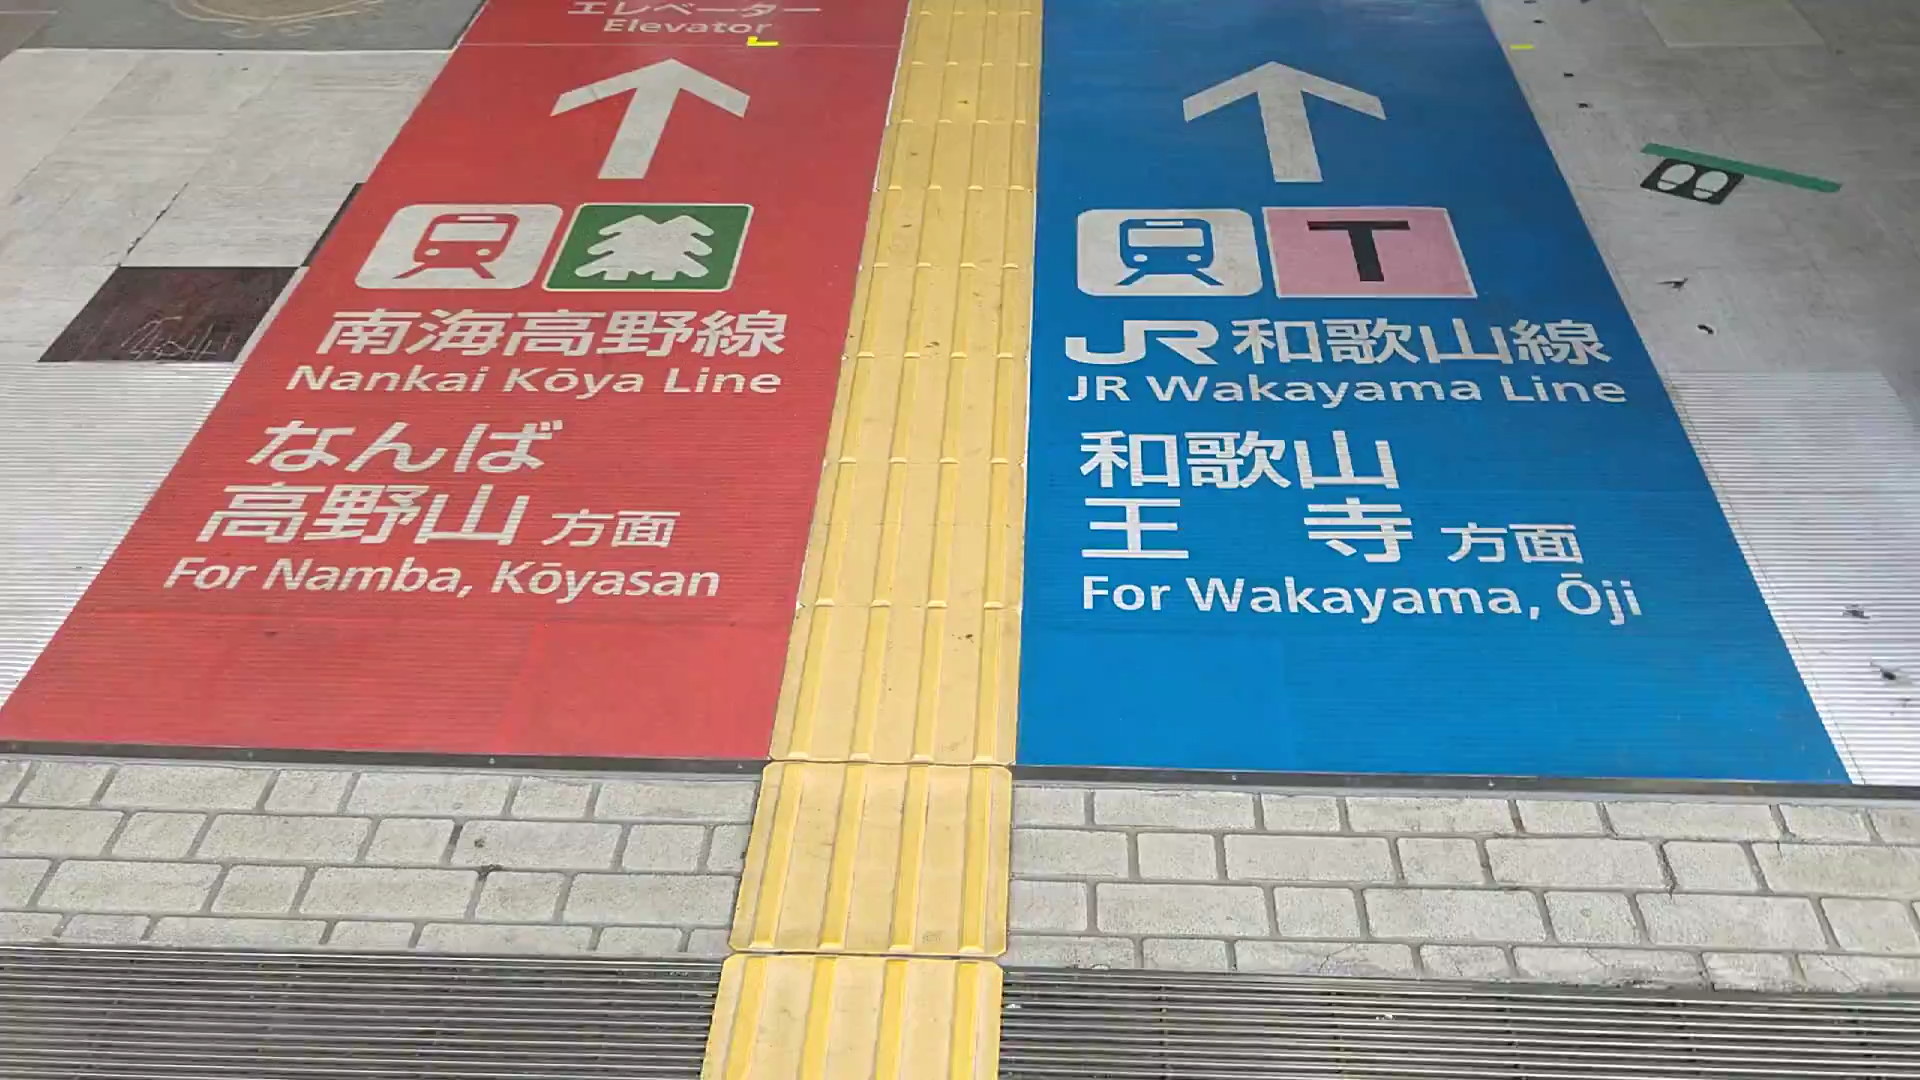 エレベーター
Elevator
南海高野線
Nankai Kōya Line
なんば
高野山 方面
For Namba, Kōyasan
T
JR和歌山線
JR Wakayama Line
和歌山
王 寺 方面
For Wakayama, Ōji